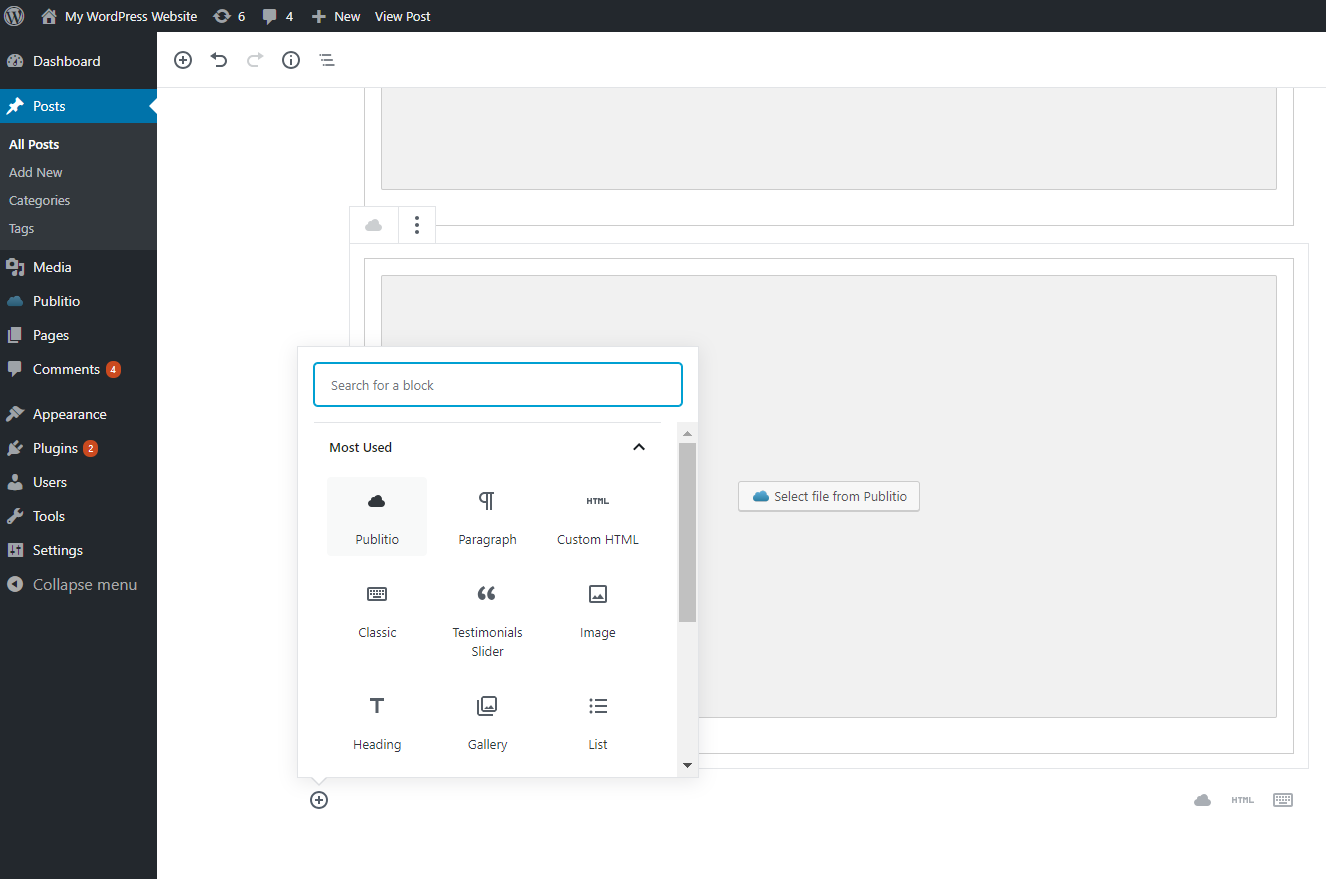 My WordPress Website 6 4 New View Post
Dashboard
Posts
All Posts
Add New
Categories
Tags
Media
Publitio
Pages
Comments 4
Appearance
Plugins 2
Users
Tools
Settings
Collapse menu
Search for a block
Most Used
Publitio
Paragraph
HTML
Custom HTML
Classic
Testimonials
Slider
Image
Heading
Gallery
List
Select file from Publitio
HTML